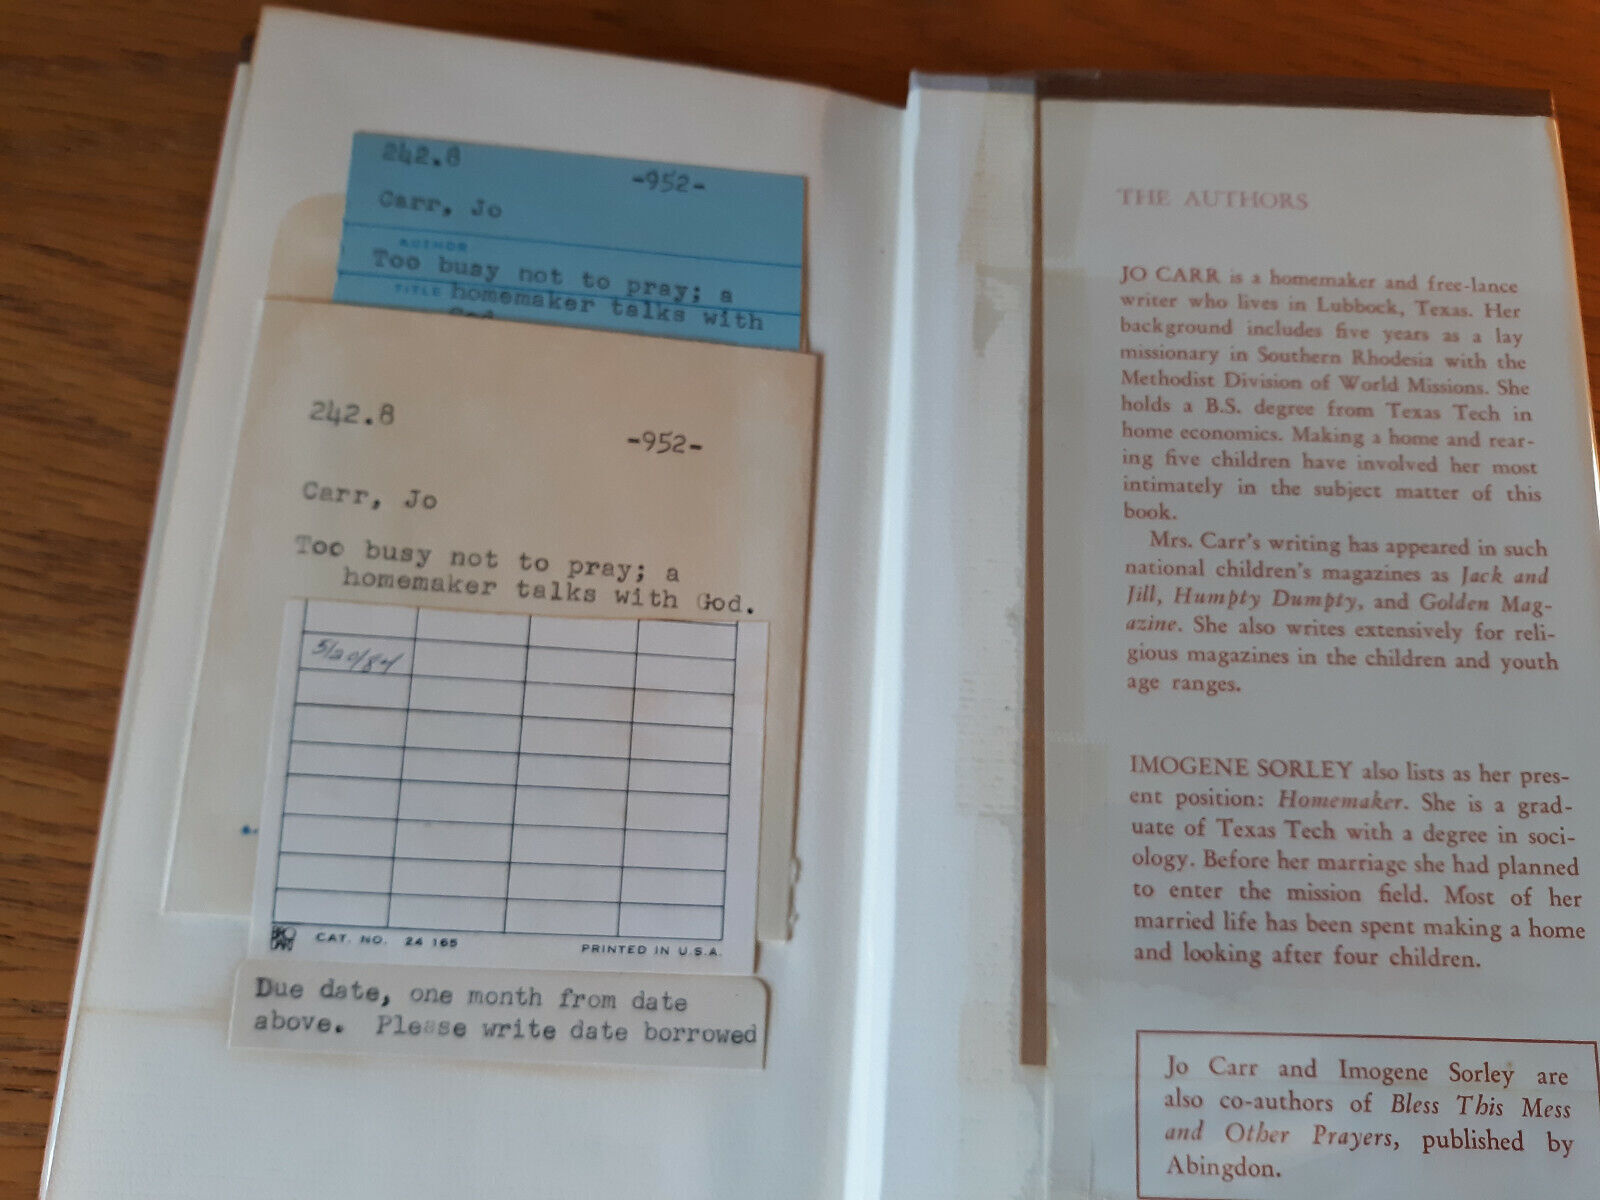 242.8
-952-
Carr, Jo
AUTHOR
Too busy not to pray; a
TITLE homemaker talks with
God.
242.8
-952-
Carr, Jo
Too busy not to pray; a
homemaker talks with God.
5/20/84
CAT. NO. 24 165
PRINTED IN U.S.A.
Due date, one month from date
above. Please write date borrowed
THE AUTHORS
JO CARR is a homemaker and free-lance
writer who lives in Lubbock, Texas. Her
background includes five years as a lay
missionary in Southern Rhodesia with the
Methodist Division of World Missions. She
holds a B.S. degree from Texas Tech in
home economics. Making a home and rear-
ing five children have involved her most
intimately in the subject matter of this
book.
Mrs. Carr's writing has appeared in such
national children's magazines as Jack and
Jill, Humpty Dumpty, and Golden Mag-
azine. She also writes extensively for reli-
gious magazines in the children and youth
age ranges.
IMOGENE SORLEY also lists as her pres-
ent position: Homemaker. She is a grad-
uate of Texas Tech with a degree in soci-
ology. Before her marriage she had planned
to enter the mission field. Most of her
married life has been spent making a home
and looking after four children.
Jo Carr and Imogene Sorley are
also co-authors of Bless This Mess
and Other Prayers, published by
Abingdon.